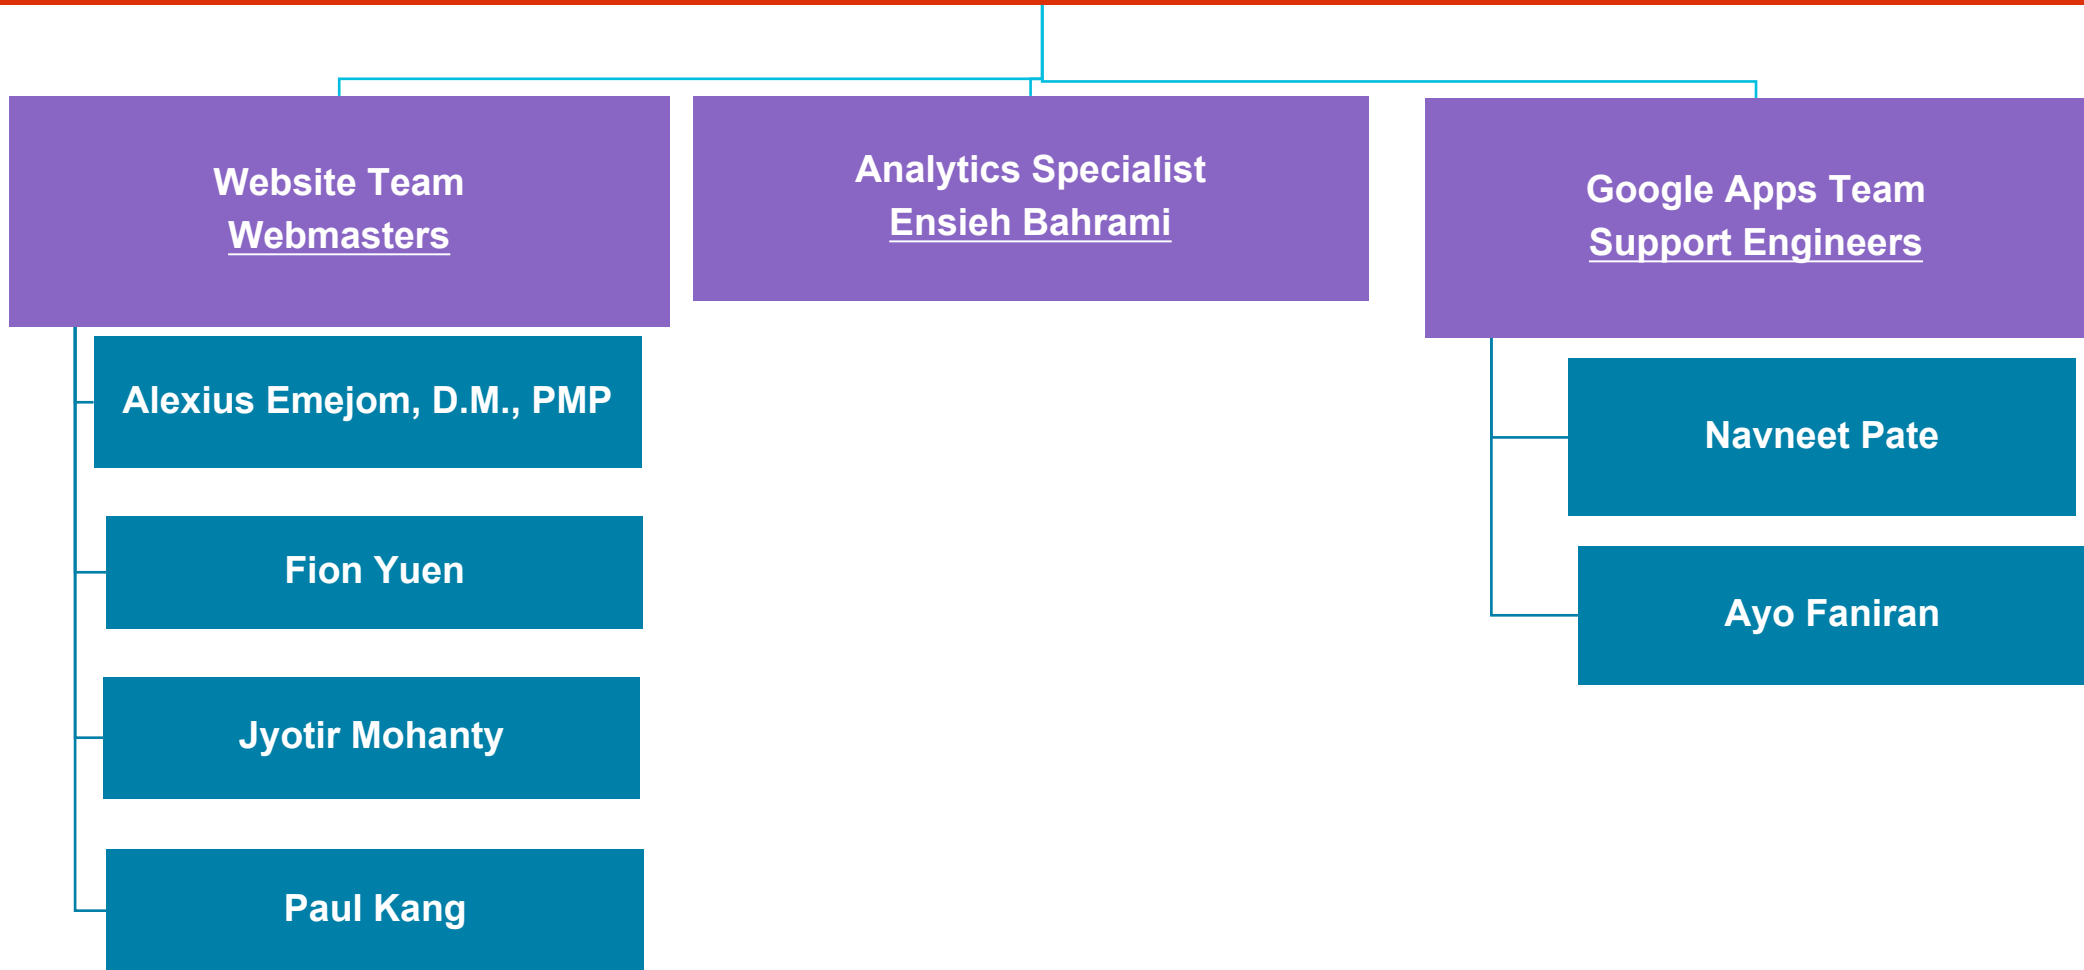 Website Team
Webmasters
Analytics Specialist
Ensieh Bahrami
Google Apps Team
Support Engineers
Alexius Emejom, D.M., PMP
Fion Yuen
Jyotir Mohanty
Paul Kang
Navneet Pate
Ayo Faniran